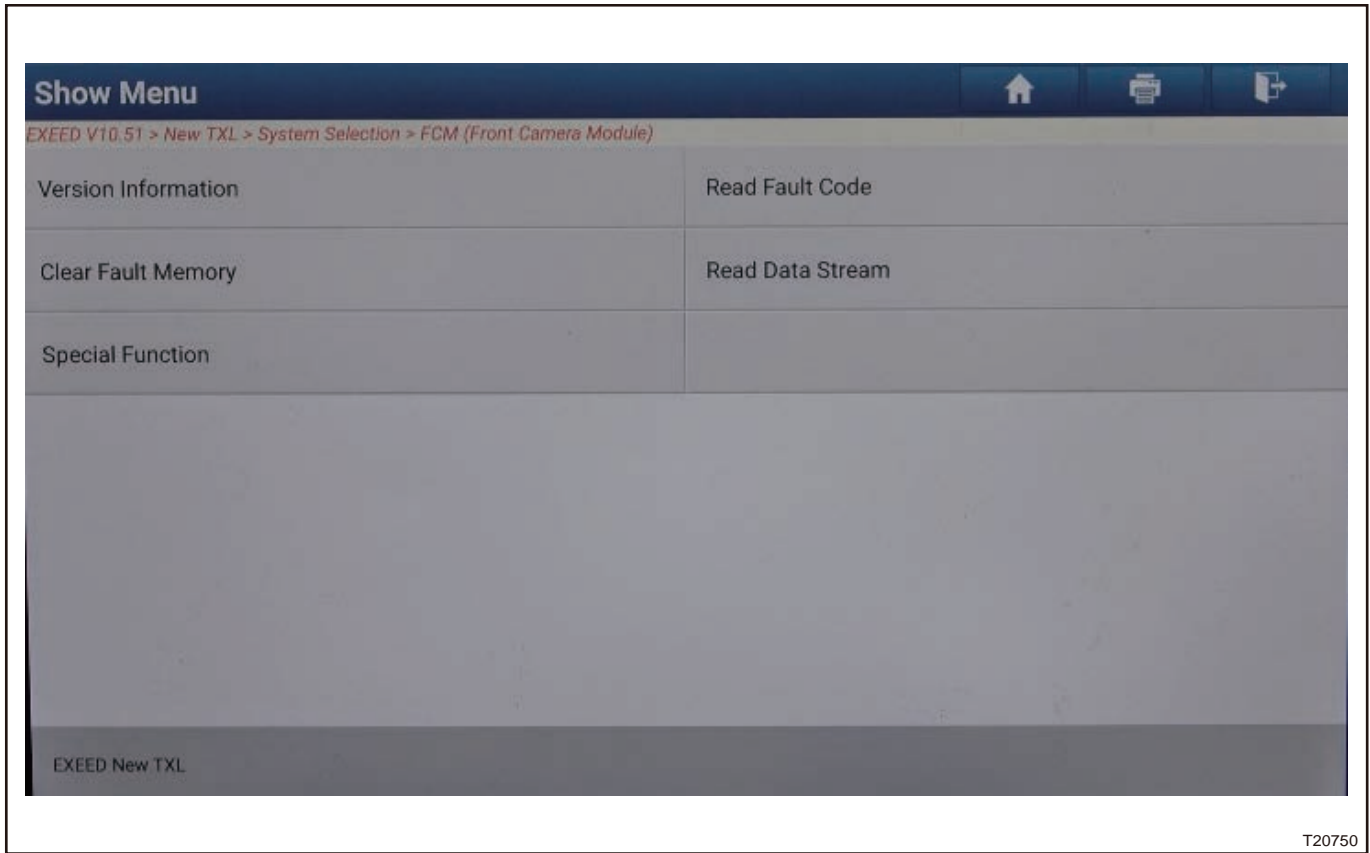 Show Menu
EXEED V10.51 > New TXL > System Selection > FCM (Front Camera Module)
Version Information
Read Fault Code
Clear Fault Memory
Read Data Stream
Special Function
EXEED New TXL
T20750